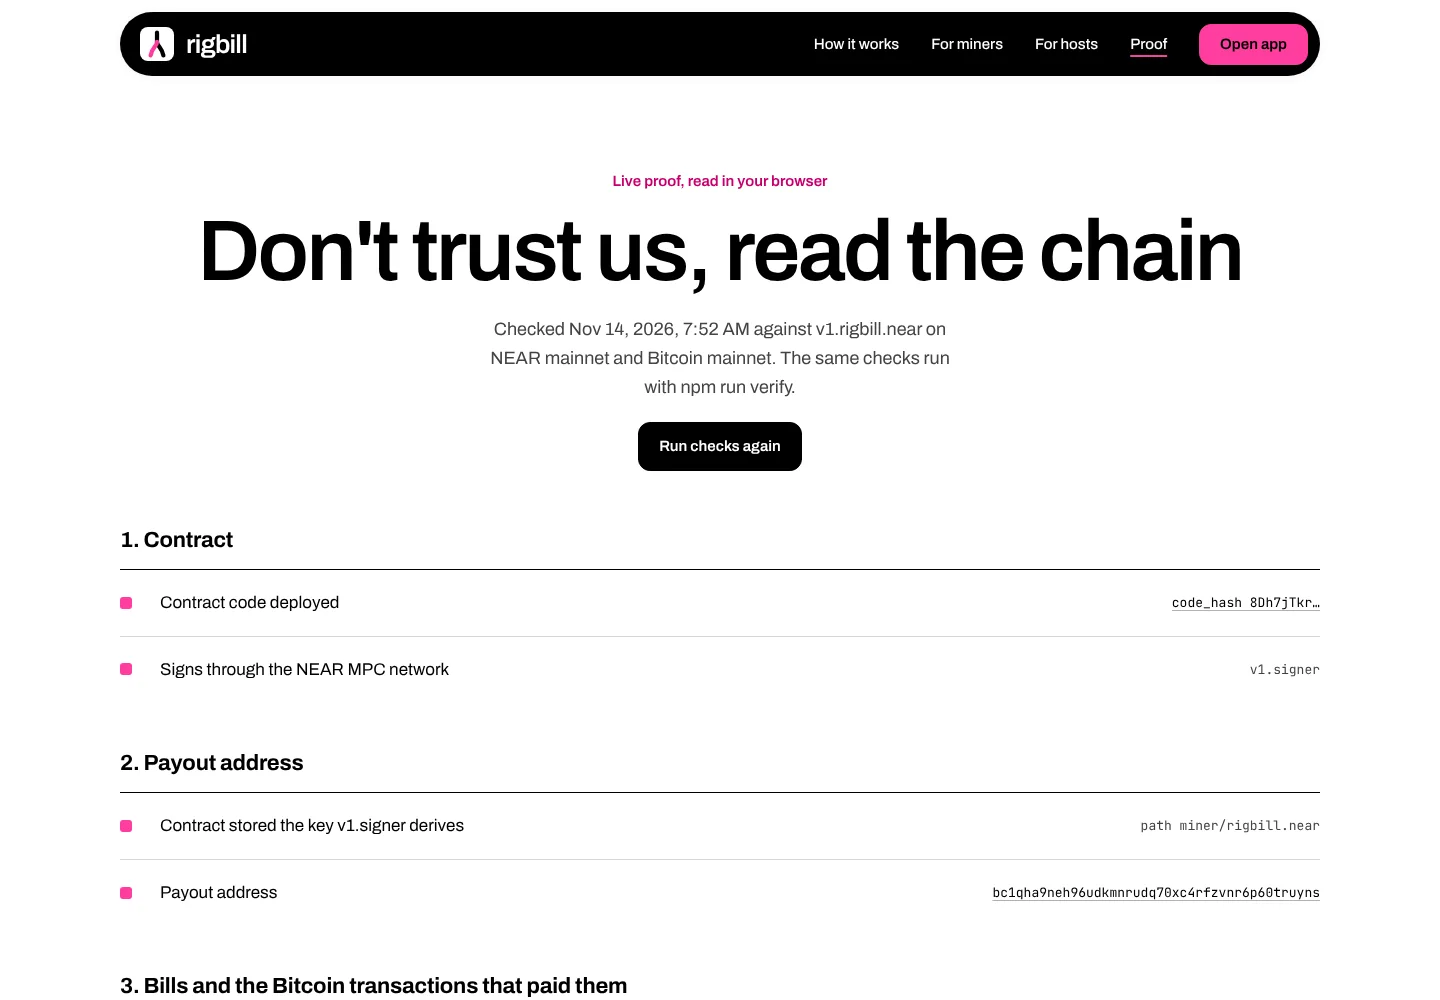 rigbill
How it works
For miners
For hosts
Proof
Open app
Live proof, read in your browser
Don't trust us, read the chain
Checked Nov 14, 2026, 7:52 AM against v1.rigbill.near on
NEAR mainnet and Bitcoin mainnet. The same checks run
with npm run verify.
Run checks again
1. Contract
Contract code deployed
code_hash 8Dh7jTkr…
Signs through the NEAR MPC network
v1.signer
2. Payout address
Contract stored the key v1.signer derives
path miner/rigbill.near
Payout address
bc1qha9neh96udkmnrudq70xc4rfzvnr6p60truyns
3. Bills and the Bitcoin transactions that paid them